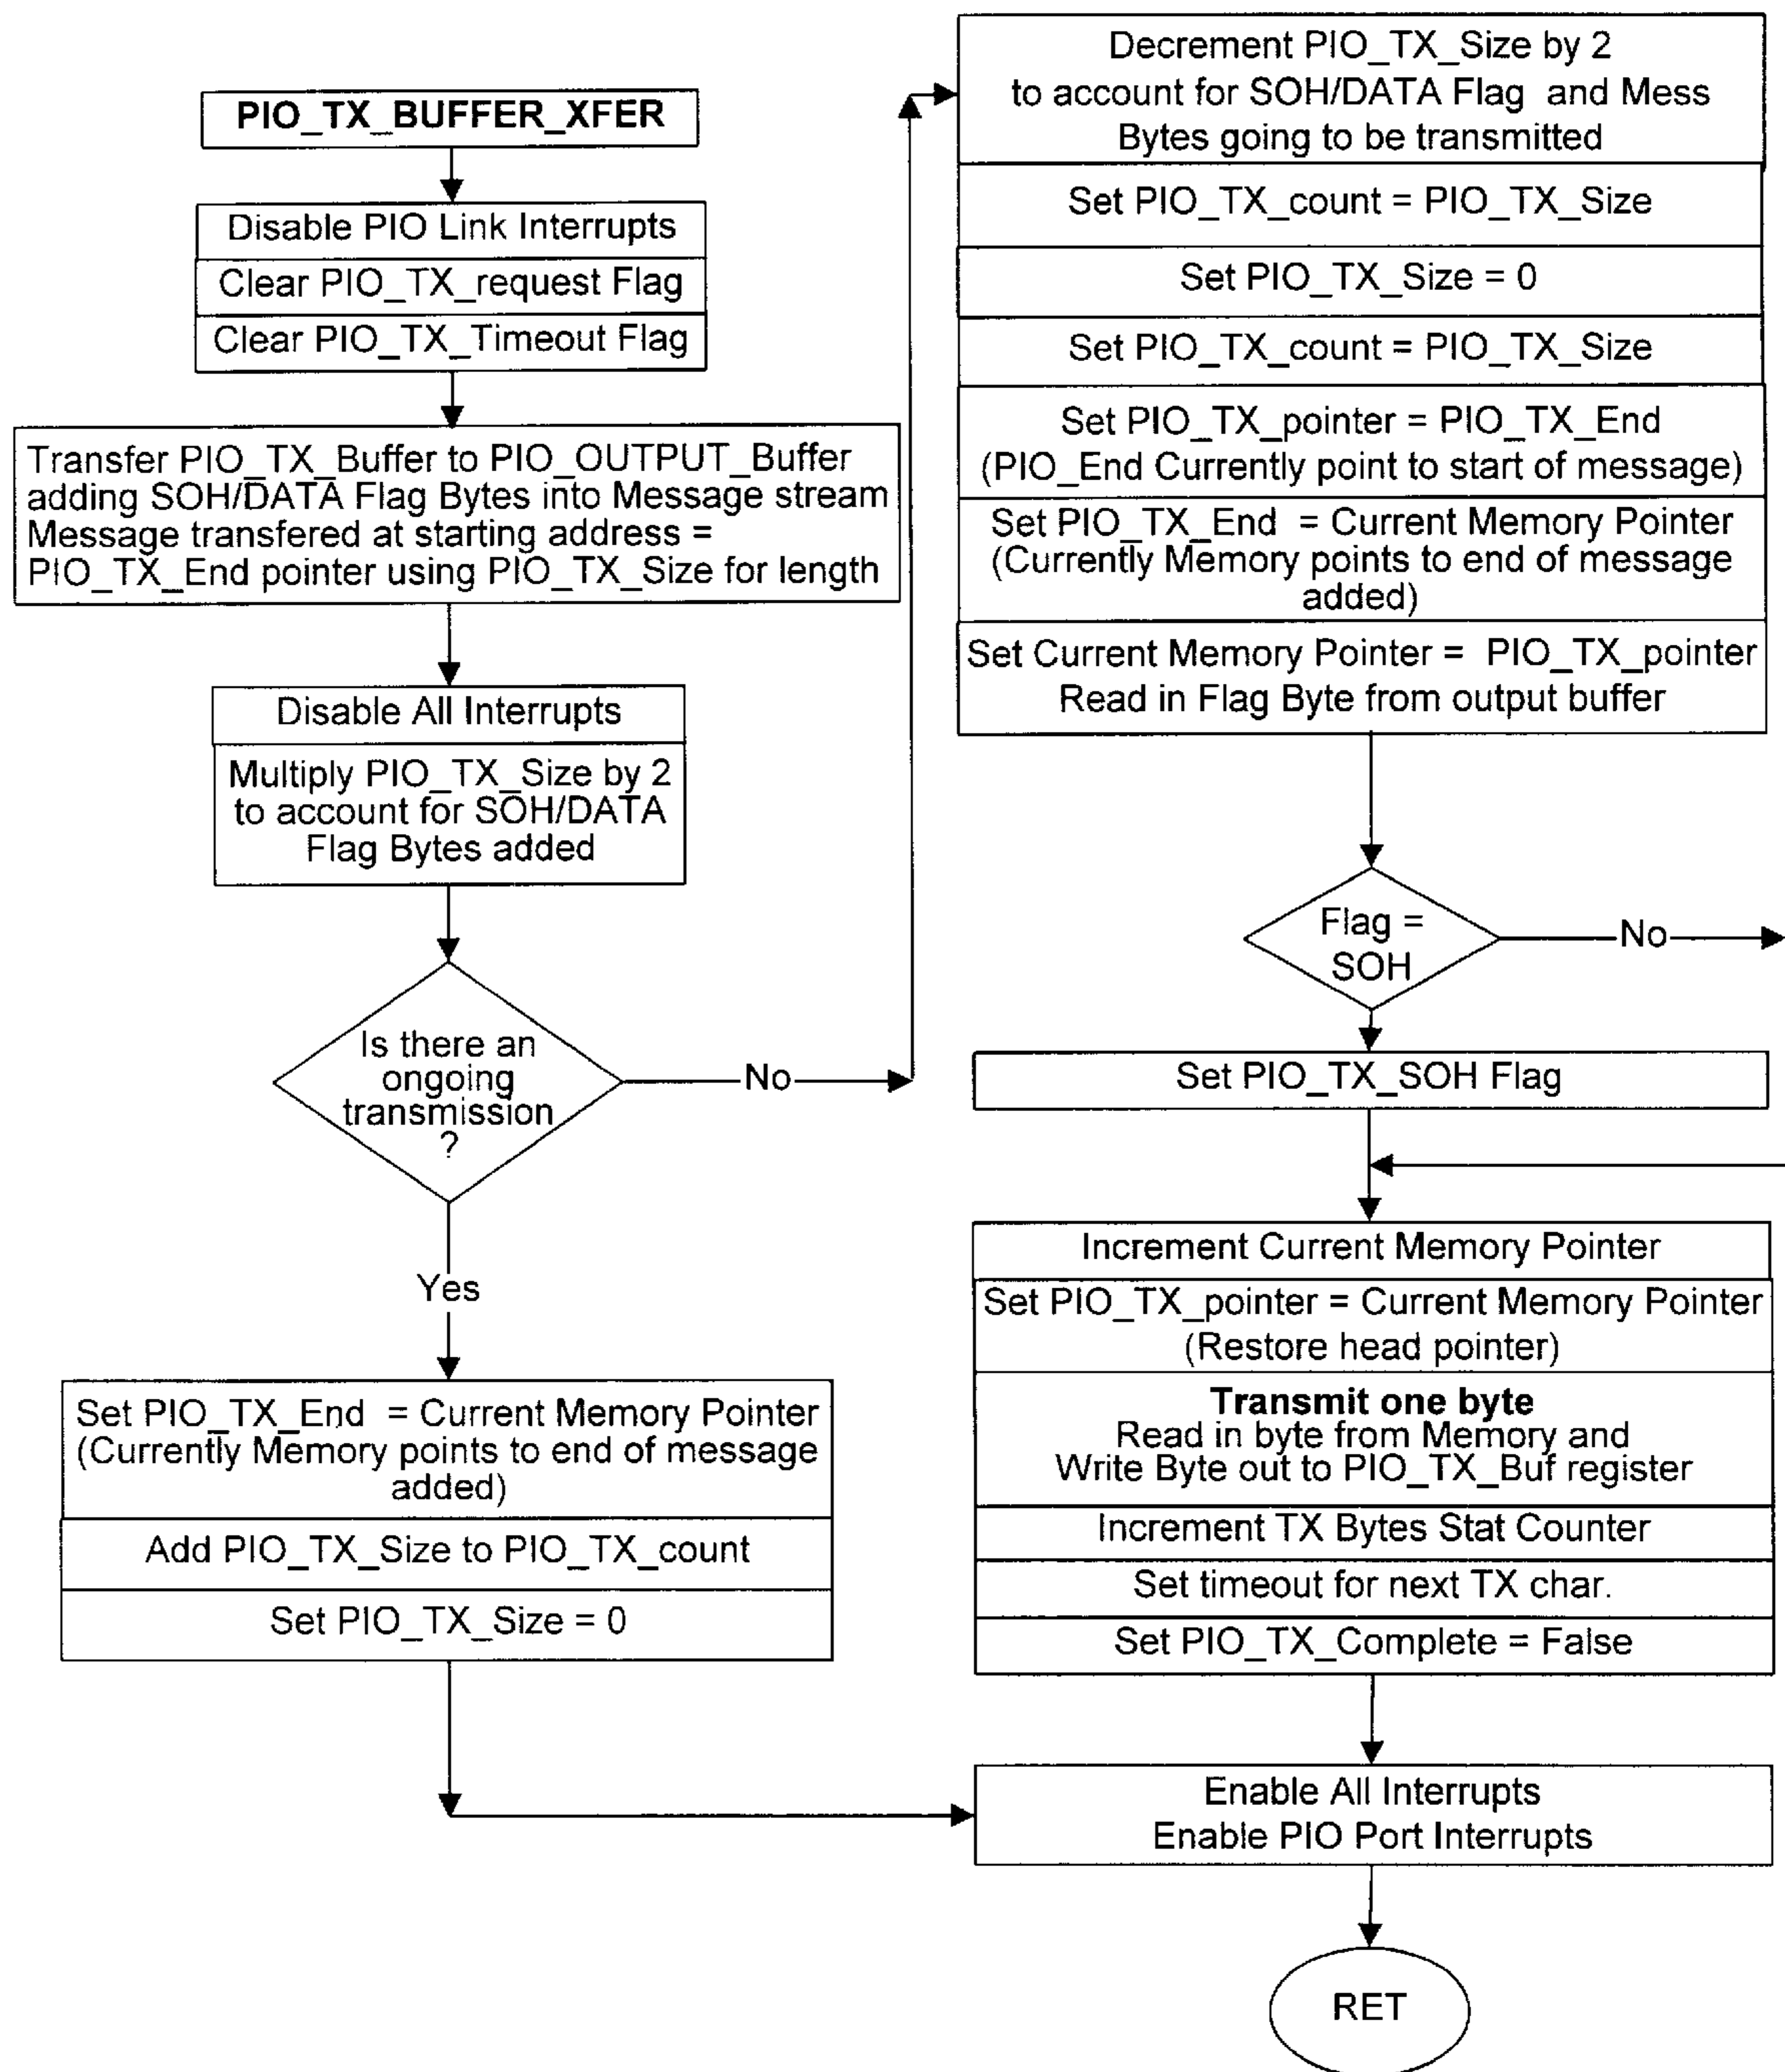 PIO_TX_BUFFER_XFER
Disable PIO Link Interrupts
Clear PIO_TX_request Flag
Clear PIO_TX_Timeout Flag
Transfer PIO_TX_Buffer to PIO_OUTPUT_Buffer
adding SOH/DATA Flag Bytes into Message stream
Message transfered at starting address =
PIO_TX_End pointer using PIO_TX_Size for length
Disable All Interrupts
Multiply PIO_TX_Size by 2
to account for SOH/DATA
Flag Bytes added
Is there an
ongoing
transmission
?
No
Yes
Set PIO_TX_End = Current Memory Pointer
(Currently Memory points to end of message
added)
Add PIO_TX_Size to PIO_TX_count
Set PIO_TX_Size = 0
Decrement PIO_TX_Size by 2
to account for SOH/DATA Flag and Mess
Bytes going to be transmitted
Set PIO_TX_count = PIO_TX_Size
Set PIO_TX_Size = 0
Set PIO_TX_count = PIO_TX_Size
Set PIO_TX_pointer = PIO_TX_End
(PIO_End Currently point to start of message)
Set PIO_TX_End = Current Memory Pointer
(Currently Memory points to end of message
added)
Set Current Memory Pointer = PIO_TX_pointer
Read in Flag Byte from output buffer
Flag =
SOH
No
Set PIO_TX_SOH Flag
Increment Current Memory Pointer
Set PIO_TX_pointer = Current Memory Pointer
(Restore head pointer)
Transmit one byte
Read in byte from Memory and
Write Byte out to PIO_TX_Buf register
Increment TX Bytes Stat Counter
Set timeout for next TX char.
Set PIO_TX_Complete = False
Enable All Interrupts
Enable PIO Port Interrupts
RET